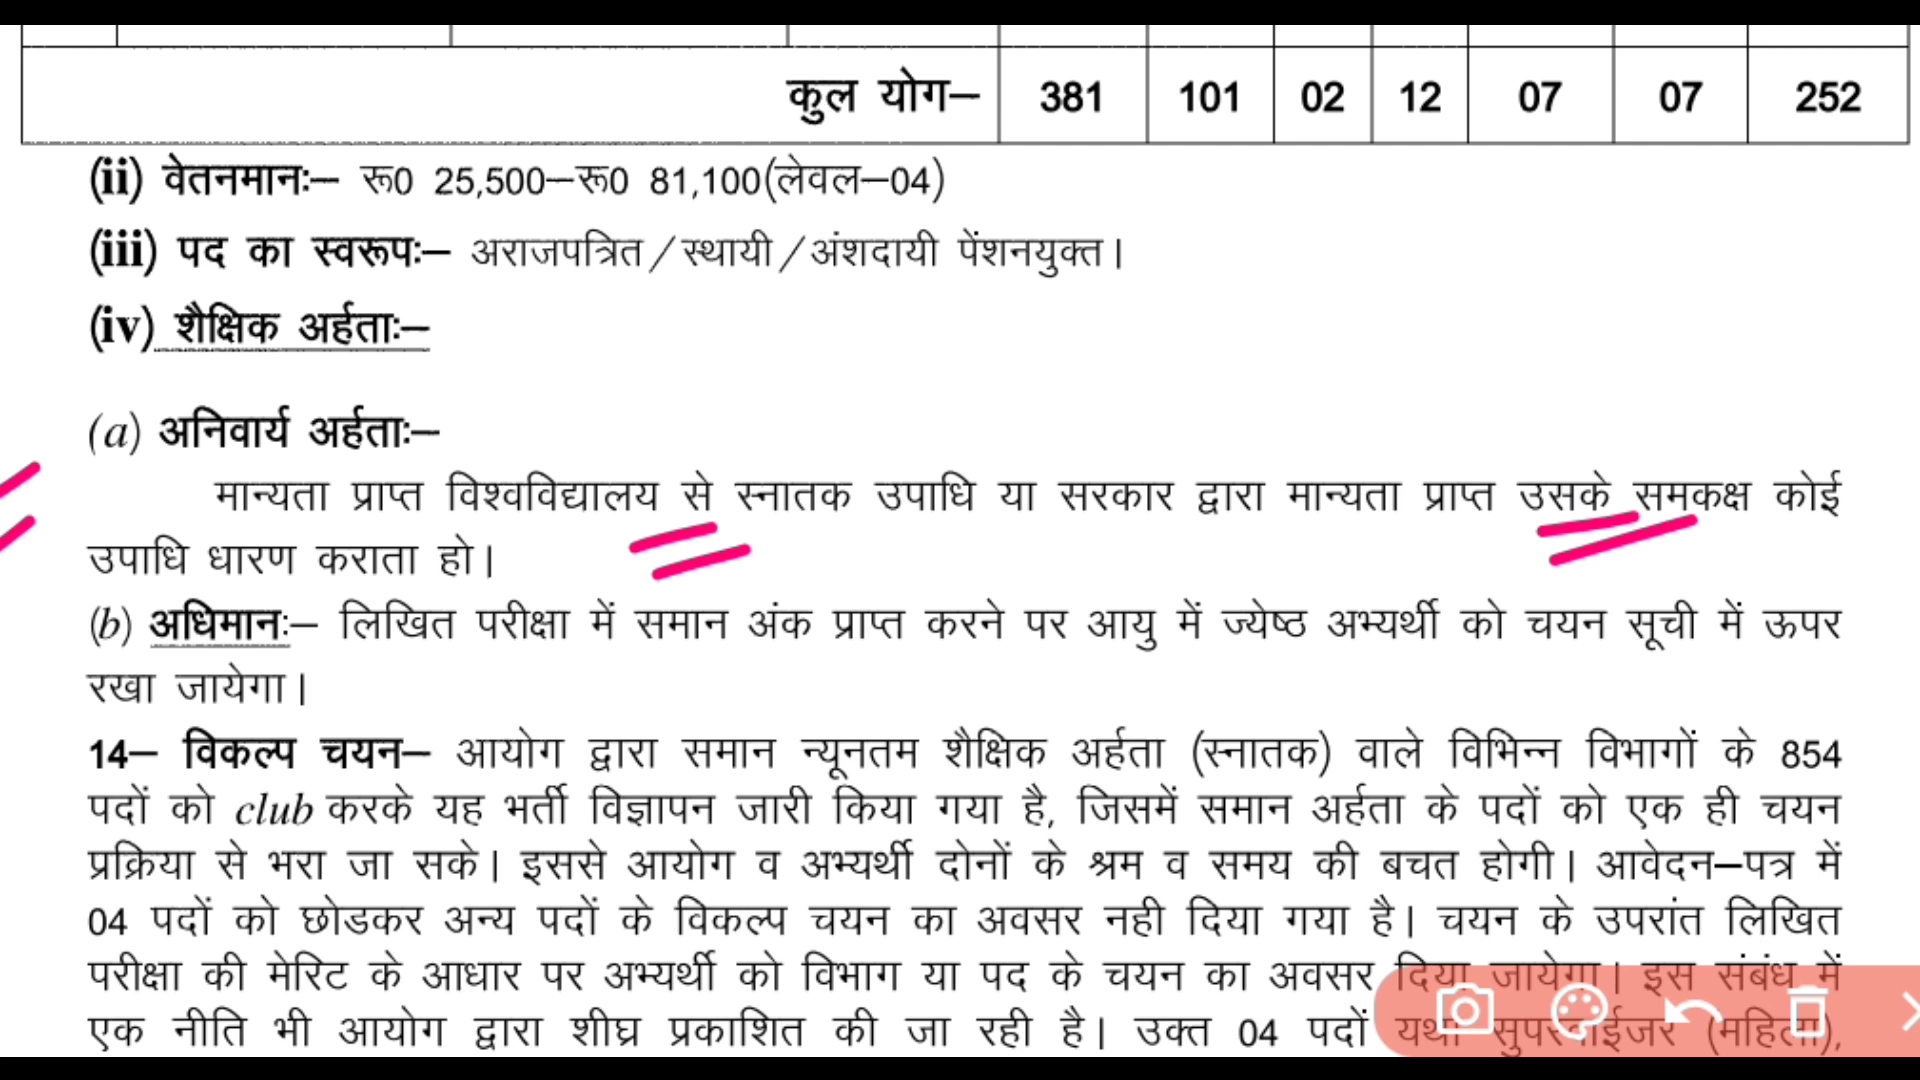 कुल योग– 381 101 02 12 07 07 252
(ii) वेतनमानः– रू0 25,500–रू0 81,100(लेवल–04)
(iii) पद का स्वरूपः– अराजपत्रित/स्थायी/अंशदायी पेंशनयुक्त।
(iv) शैक्षिक अर्हताः–
(a) अनिवार्य अर्हताः–
मान्यता प्राप्त विश्वविद्यालय से स्नातक उपाधि या सरकार द्वारा मान्यता प्राप्त उसके समकक्ष कोई
उपाधि धारण कराता हो।
(b) अधिमानः– लिखित परीक्षा में समान अंक प्राप्त करने पर आयु में ज्येष्ठ अभ्यर्थी को चयन सूची में ऊपर
रखा जायेगा।
14– विकल्प चयन– आयोग द्वारा समान न्यूनतम शैक्षिक अर्हता (स्नातक) वाले विभिन्न विभागों के 854
पदों को club करके यह भर्ती विज्ञापन जारी किया गया है, जिसमें समान अर्हता के पदों को एक ही चयन
प्रक्रिया से भरा जा सके। इससे आयोग व अभ्यर्थी दोनों के श्रम व समय की बचत होगी। आवेदन–पत्र में
04 पदों को छोडकर अन्य पदों के विकल्प चयन का अवसर नही दिया गया है। चयन के उपरांत लिखित
परीक्षा की मेरिट के आधार पर अभ्यर्थी को विभाग या पद के चयन का अवसर दिया जायेगा। इस संबंध में
एक नीति भी आयोग द्वारा शीघ्र प्रकाशित की जा रही है। उक्त 04 पदों यथा सुपरवाईजर (महिला),